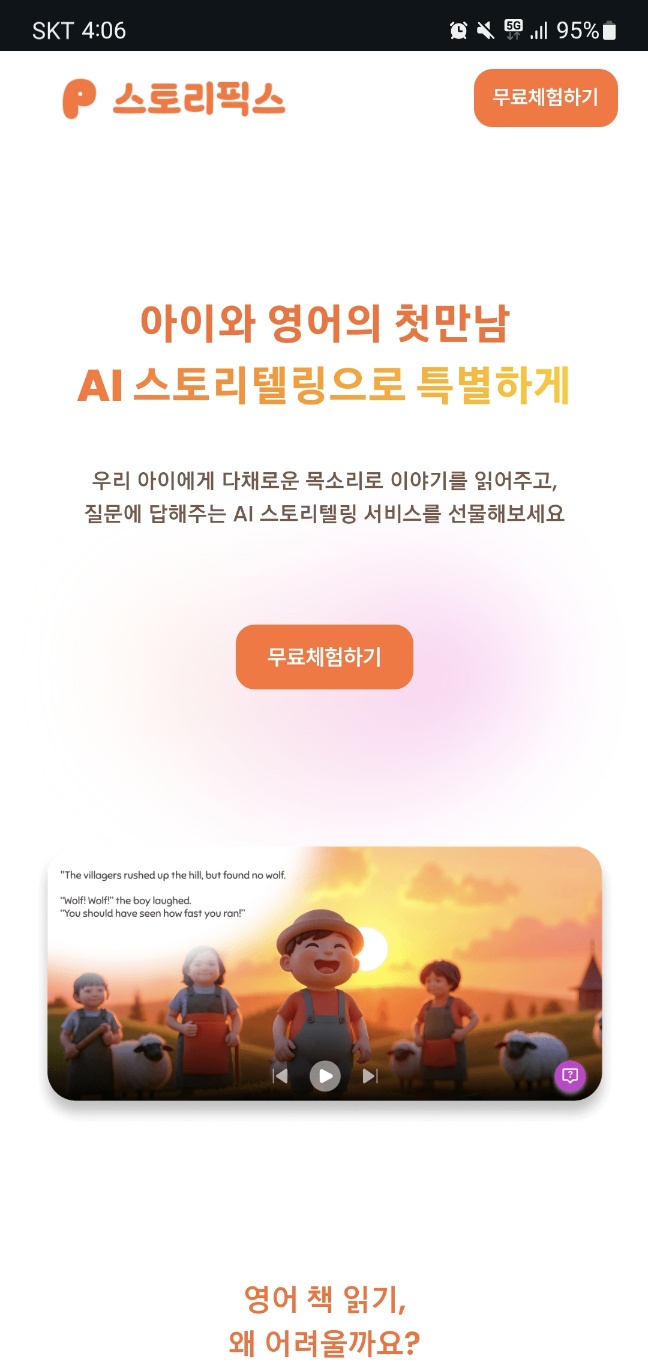 SKT 4:06
5G
95%
스토리픽스
무료체험하기
아이와 영어의 첫만남
AI 스토리텔링으로 특별하게
우리 아이에게 다채로운 목소리로 이야기를 읽어주고,
질문에 답해주는 AI 스토리텔링 서비스를 선물해보세요
무료체험하기
"The villagers rushed up the hill, but found no wolf.
"Wolf! Wolf!" the boy laughed.
"You should have seen how fast you ran!"
?
영어 책 읽기,
왜 어려울까요?